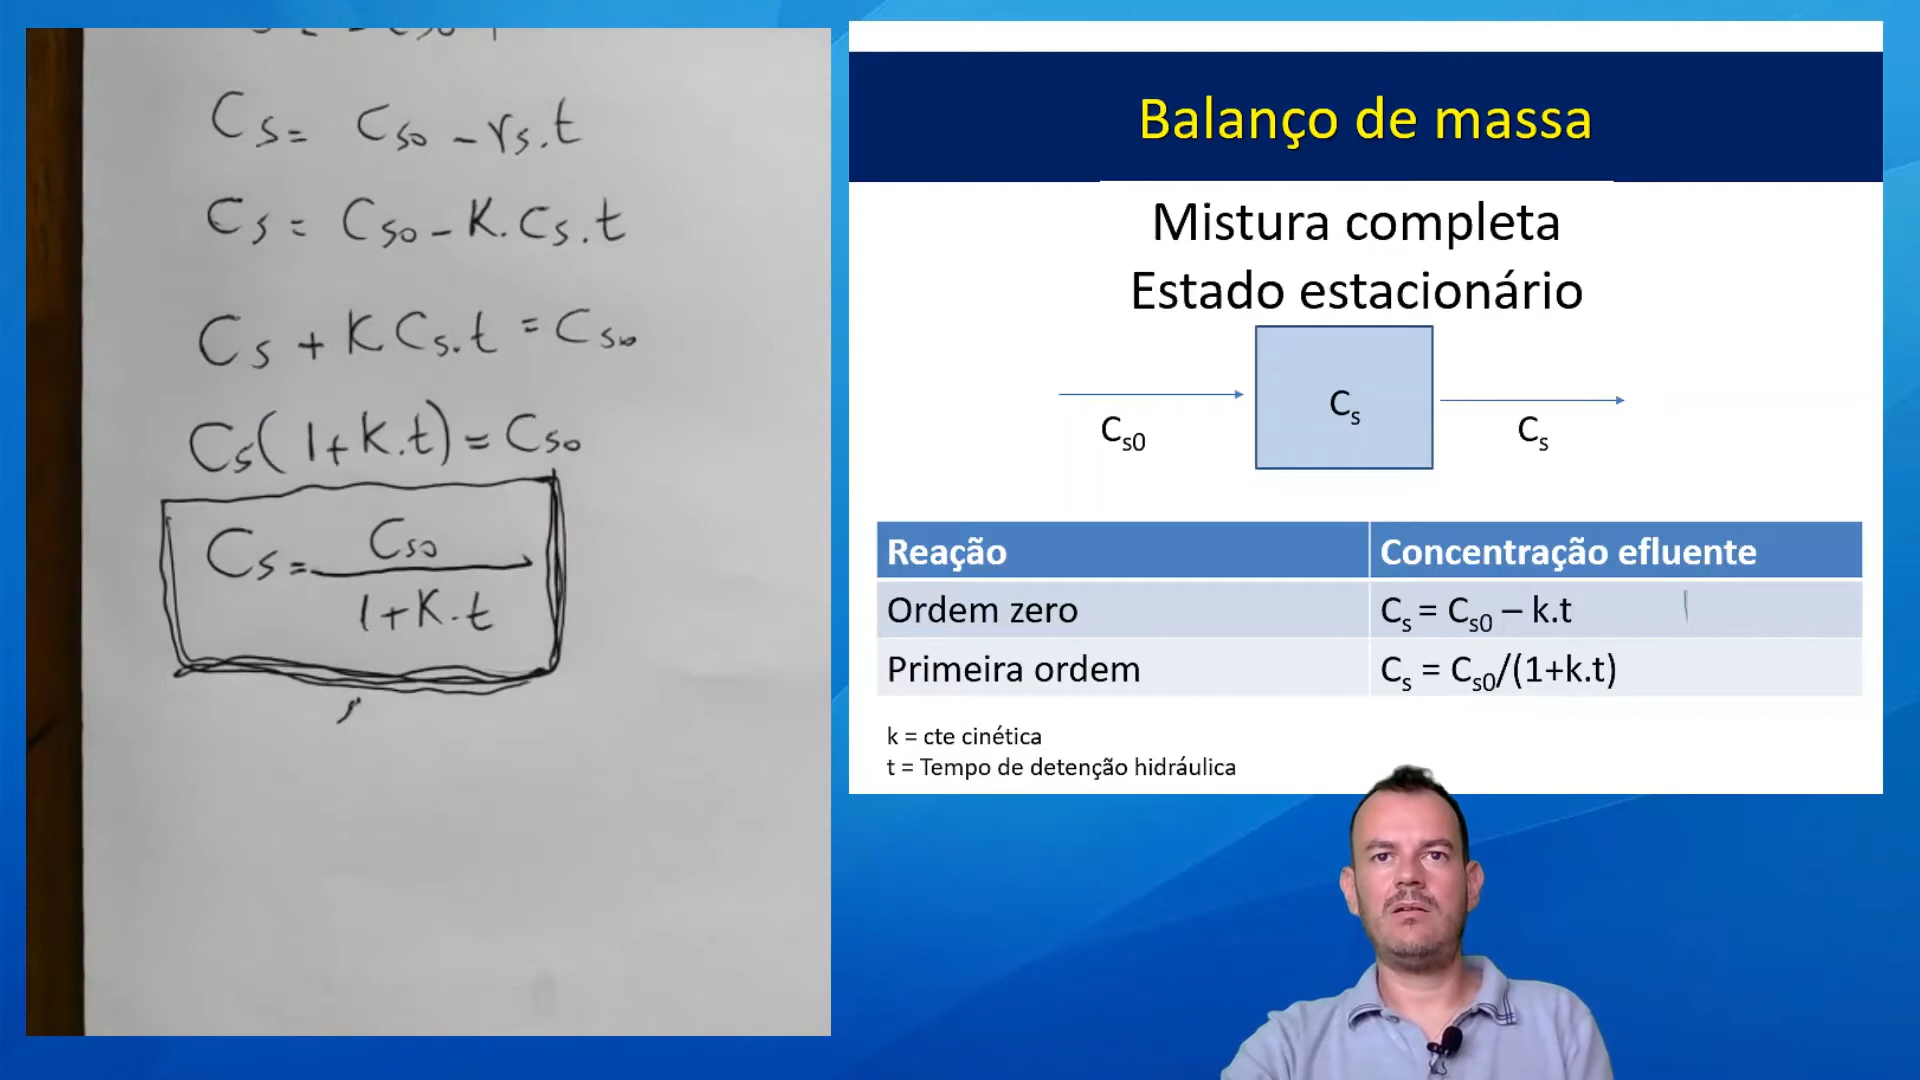 Cs = Cso - rs.t
Cs = Cso - K.Cs.t
Cs + K Cs.t = Cso
Cs(1+K.t) = Cso
Cs = Cso
1+K.t
Balanço de massa
Mistura completa
Estado estacionário
Cs
Cs0
Cs
Reação Concentração efluente
Ordem zero Cs = Cs0 – k.t
Primeira ordem Cs = Cs0/(1+k.t)
k = cte cinética
t = Tempo de detenção hidráulica